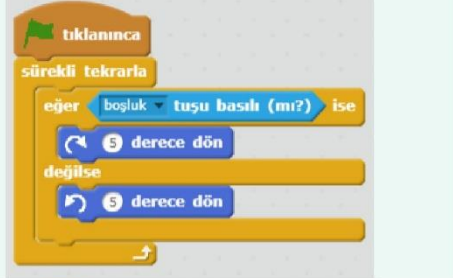 tıklanınca
sürekli tekrarla
eğer boşluk tuşu basılı (mı?) ise
5 derece dön
değilse
5 derece dön